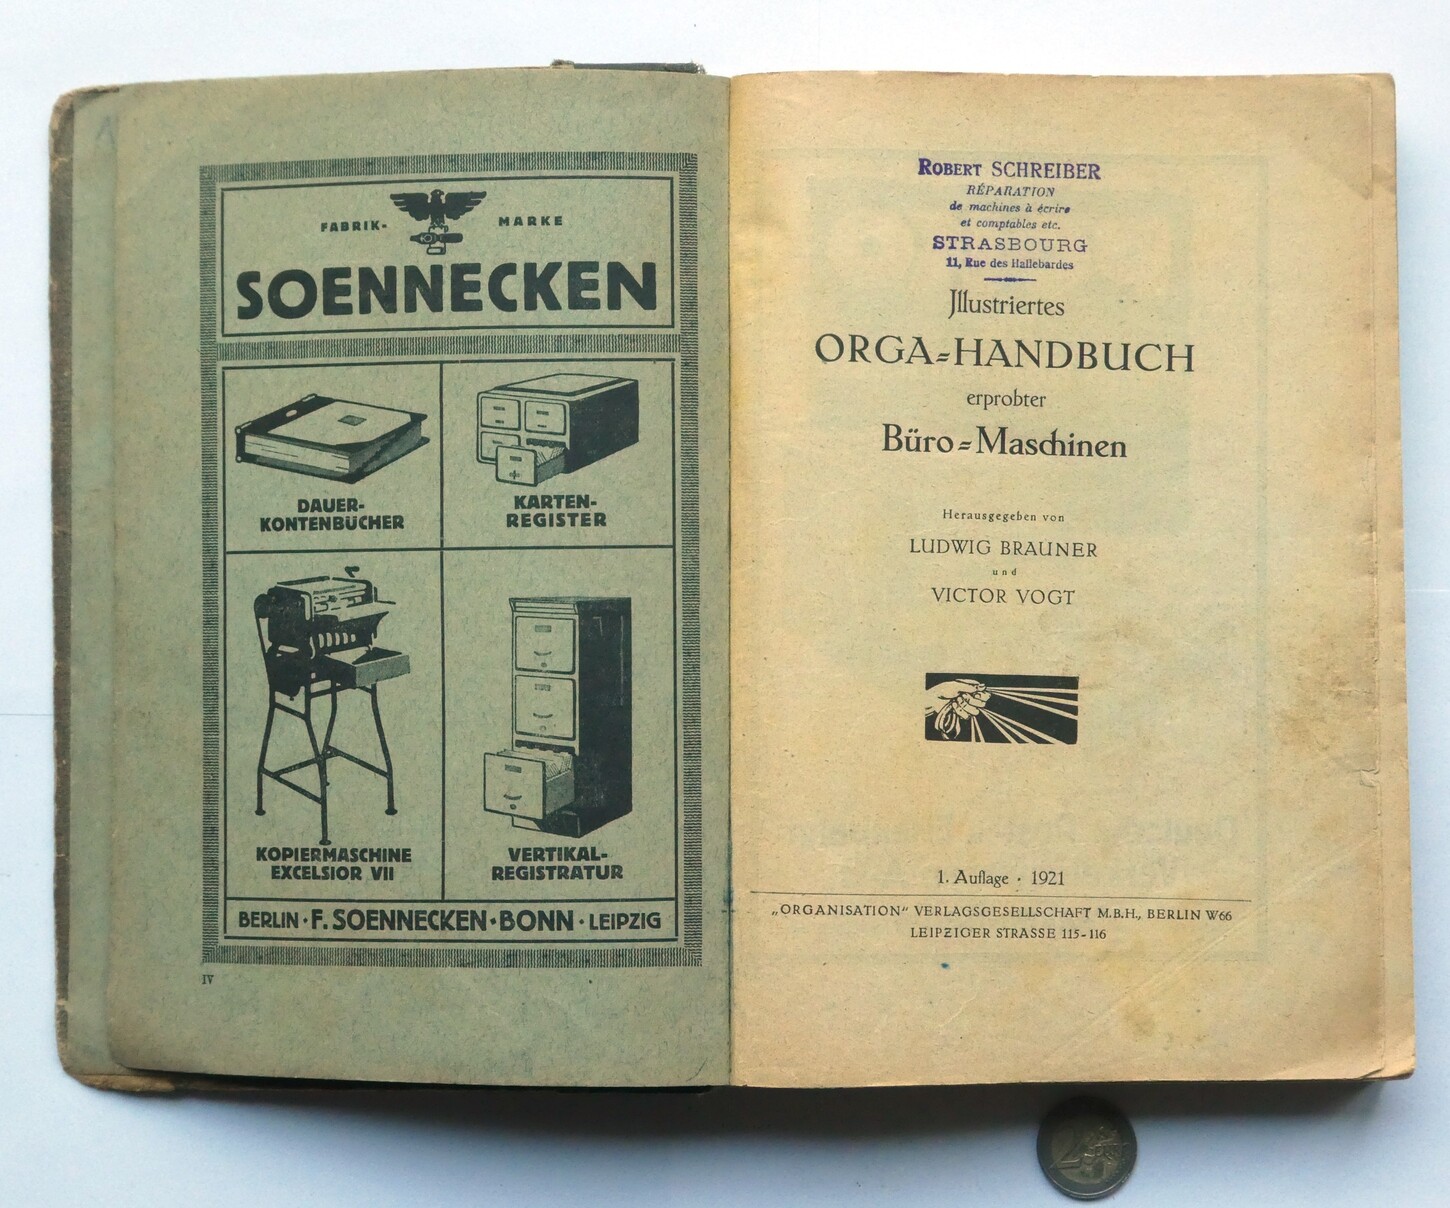 FABRIK- MARKE
SOENNECKEN
DAUER-
KONTENBÜCHER
KARTEN-
REGISTER
KOPIERMASCHINE
EXCELSIOR VII
VERTIKAL-
REGISTRATUR
BERLIN · F. SOENNECKEN · BONN · LEIPZIG
IV
ROBERT SCHREIBER
RÉPARATION
de machines à écrire
et comptables etc.
STRASBOURG
11, Rue des Hallebardes
Jllustriertes
ORGA=HANDBUCH
erprobter
Büro=Maschinen
Herausgegeben von
LUDWIG BRAUNER
und
VICTOR VOGT
1. Auflage · 1921
„ORGANISATION“ VERLAGSGESELLSCHAFT M.B.H., BERLIN W66
LEIPZIGER STRASSE 115-116
2